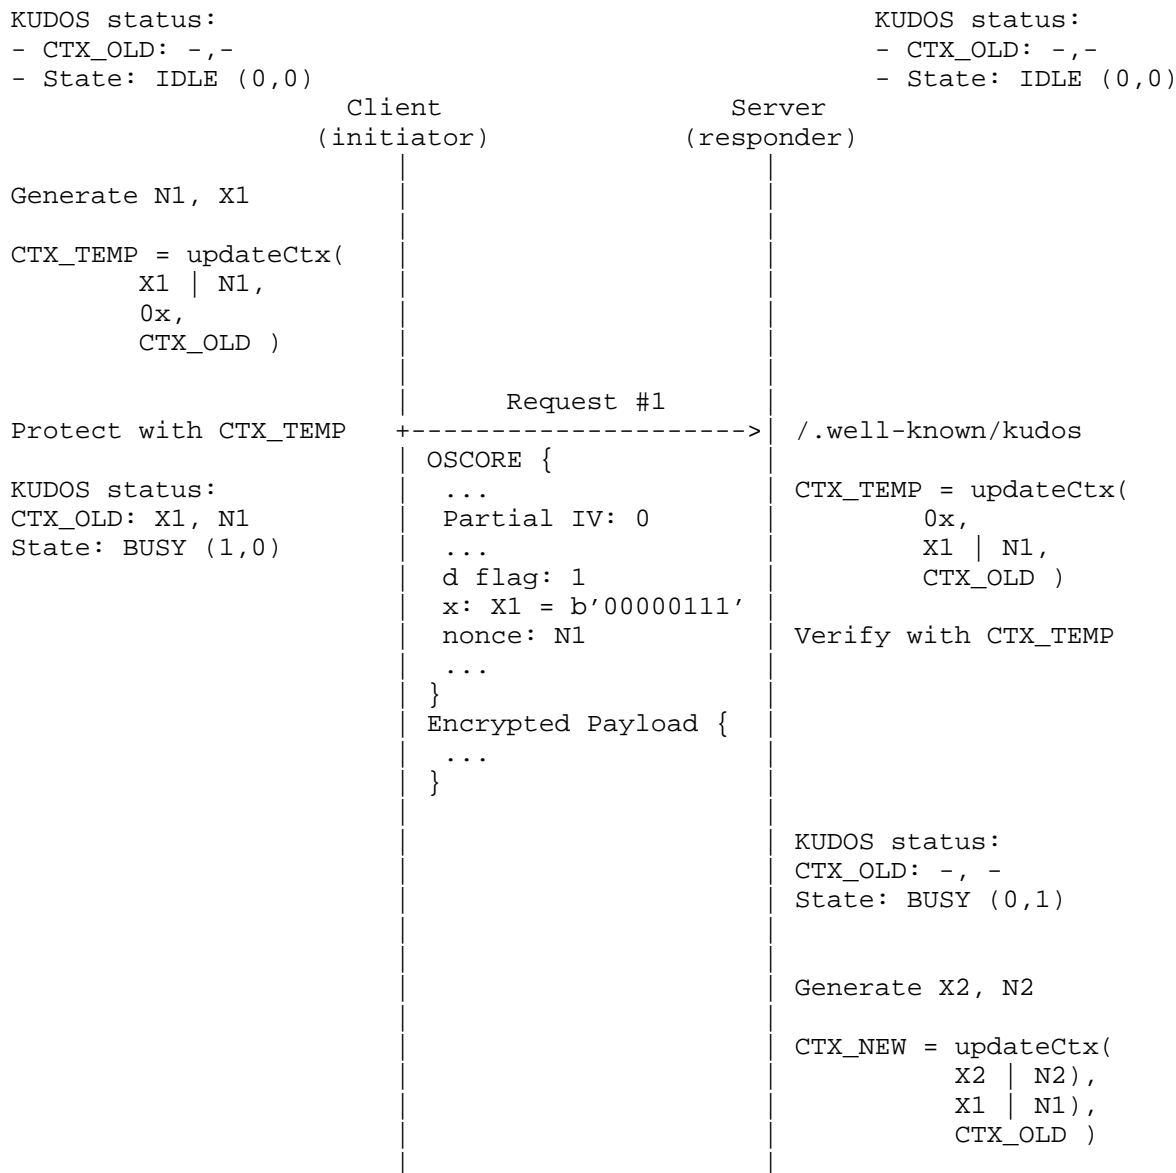 KUDOS status:                                         KUDOS status:
- CTX_OLD: -,-                                        - CTX_OLD: -,-
- State: IDLE (0,0)                                   - State: IDLE (0,0)
                     Client                  Server
                   (initiator)            (responder)
                        |                      |
Generate N1, X1         |                      |
                        |                      |
CTX_TEMP = updateCtx(   |                      |
        X1 | N1,        |                      |
        0x,             |                      |
        CTX_OLD )       |                      |
                        |                      |
                        |      Request #1      |
Protect with CTX_TEMP   +--------------------->| /.well-known/kudos
                        | OSCORE {             |
KUDOS status:           |  ...                 | CTX_TEMP = updateCtx(
CTX_OLD: X1, N1         |  Partial IV: 0       |         0x,
State: BUSY (1,0)       |  ...                 |         X1 | N1,
                        |  d flag: 1           |         CTX_OLD )
                        |  x: X1 = b’00000111’ |
                        |  nonce: N1           | Verify with CTX_TEMP
                        |  ...                 |
                        | }                    |
                        | Encrypted Payload {  |
                        |  ...                 |
                        | }                    |
                        |                      |
                        |                      | KUDOS status:
                        |                      | CTX_OLD: -, -
                        |                      | State: BUSY (0,1)
                        |                      |
                        |                      |
                        |                      | Generate X2, N2
                        |                      |
                        |                      | CTX_NEW = updateCtx(
                        |                      |           X2 | N2),
                        |                      |           X1 | N1),
                        |                      |           CTX_OLD )
                        |                      |